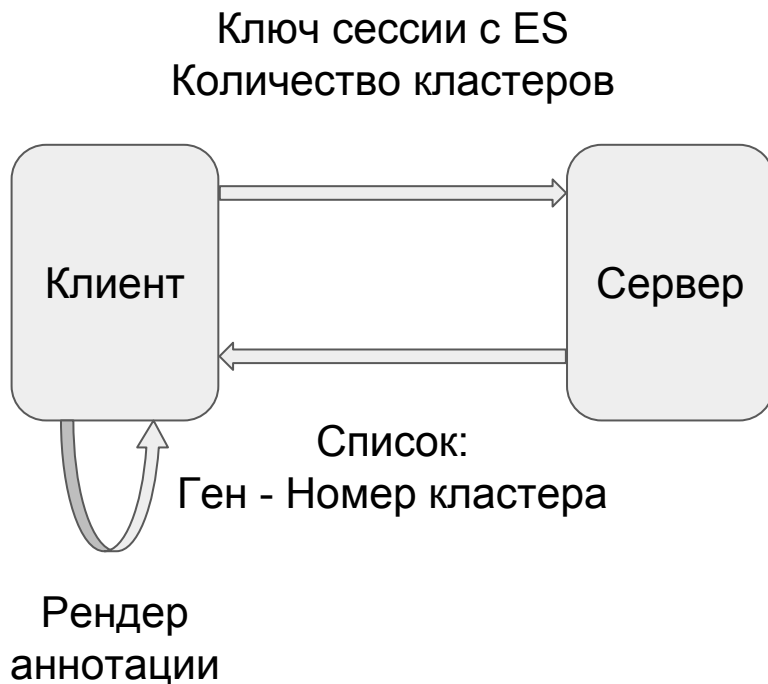 Ключ сессии с ES
Количество кластеров
Клиент
Сервер
Список:
Ген - Номер кластера
Рендер
аннотации